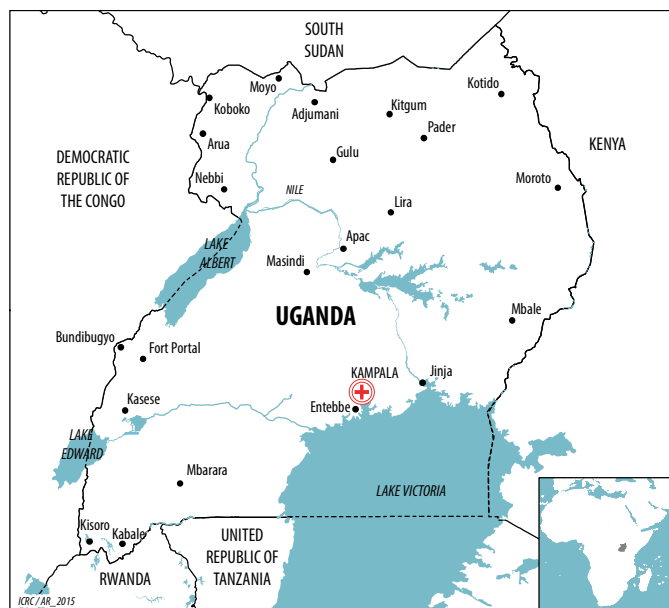 SOUTH
SUDAN
Moyo
Kotido
Koboko
Adjumani
Kitgum
Pader
Arua
KENYA
DEMOCRATIC
REPUBLIC OF
THE CONGO
Gulu
Nebbi
NILE
Moroto
Lira
LAKE
ALBERT
Apac
Masindi
UGANDA
Mbale
Bundibugyo
Fort Portal
KAMPALA
Jinja
Kasese
Entebbe
LAKE
EDWARD
Mbarara
LAKE VICTORIA
Kisoro
Kabale
UNITED
REPUBLIC OF
TANZANIA
RWANDA
ICRC / AR_2015